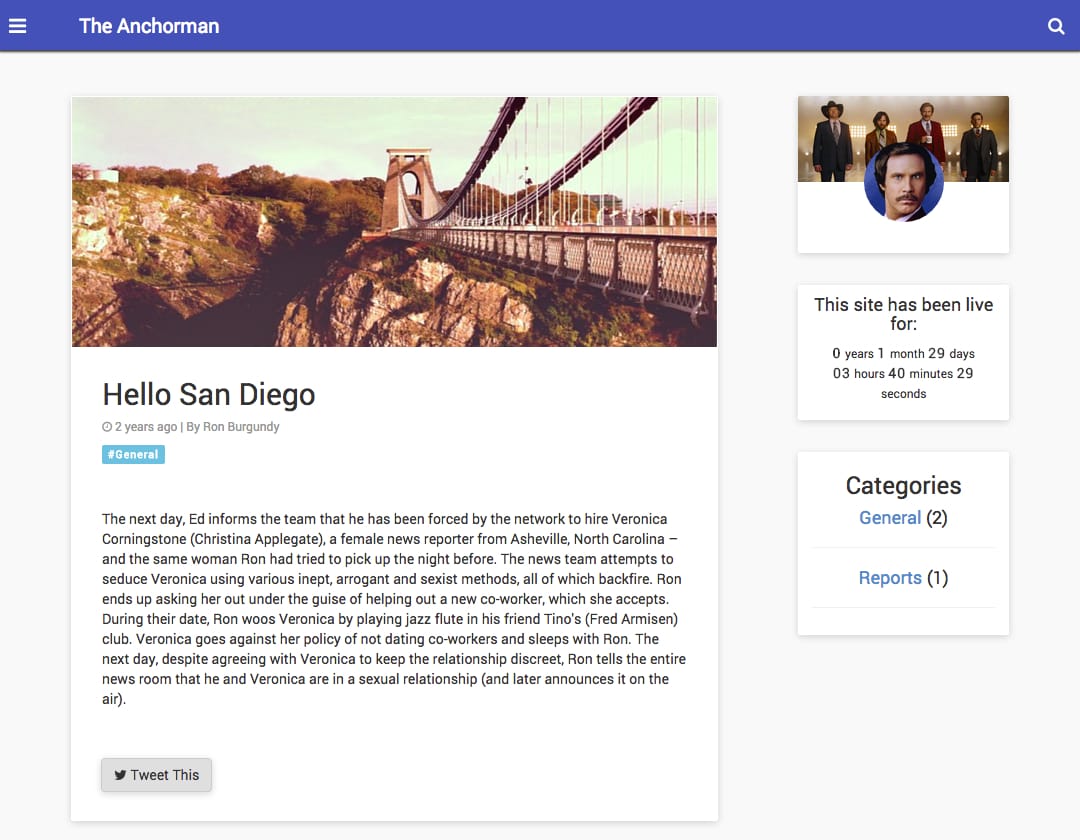 The Anchorman
Hello San Diego
2 years ago | By Ron Burgundy
#General
The next day, Ed informs the team that he has been forced by the network to hire Veronica
Corningstone (Christina Applegate), a female news reporter from Asheville, North Carolina –
and the same woman Ron had tried to pick up the night before. The news team attempts to
seduce Veronica using various inept, arrogant and sexist methods, all of which backfire. Ron
ends up asking her out under the guise of helping out a new co-worker, which she accepts.
During their date, Ron woos Veronica by playing jazz flute in his friend Tino's (Fred Armisen)
club. Veronica goes against her policy of not dating co-workers and sleeps with Ron. The
next day, despite agreeing with Veronica to keep the relationship discreet, Ron tells the entire
news room that he and Veronica are in a sexual relationship (and later announces it on the
air).
Tweet This
This site has been live
for:
0 years 1 month 29 days
03 hours 40 minutes 29
seconds
Categories
General (2)
Reports (1)